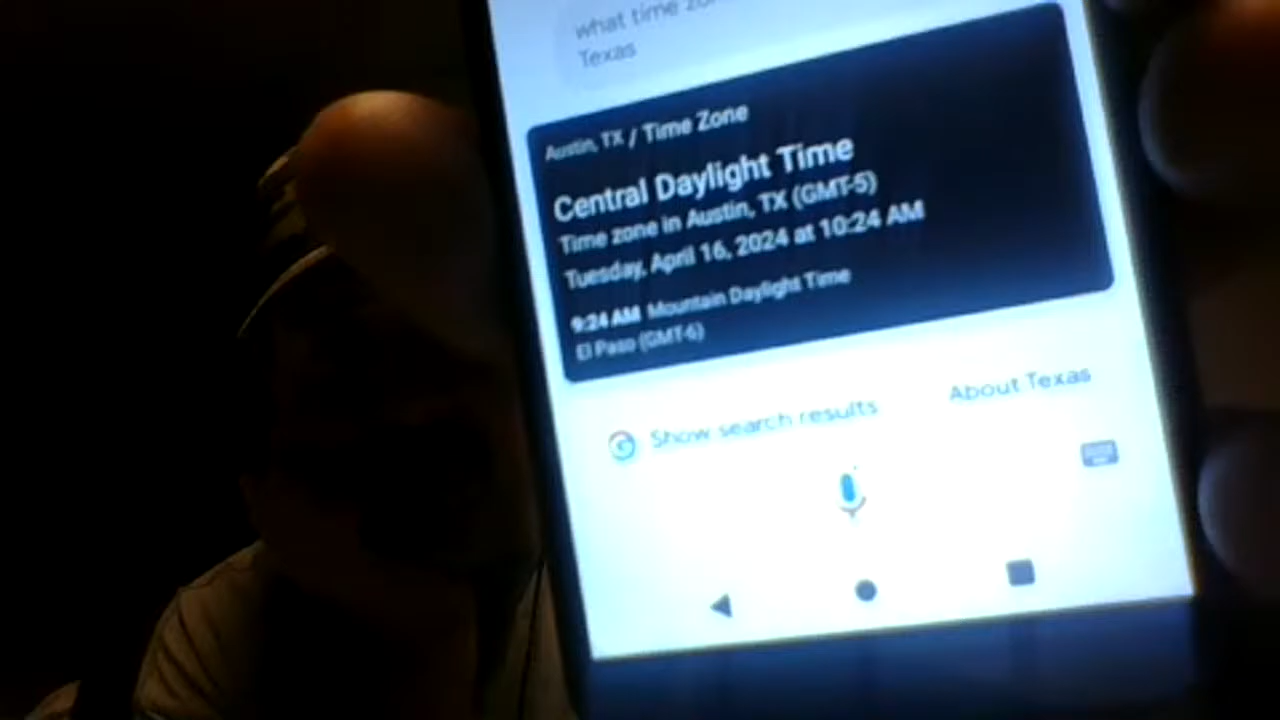 what time
Texas
Austin, TX / Time Zone
Central Daylight Time
Time zone in Austin, TX (GMT-5)
Tuesday, April 16, 2024 at 10:24 AM
9:24 AM Mountain Daylight Time
El Paso (GMT-6)
Show search results
About Texas